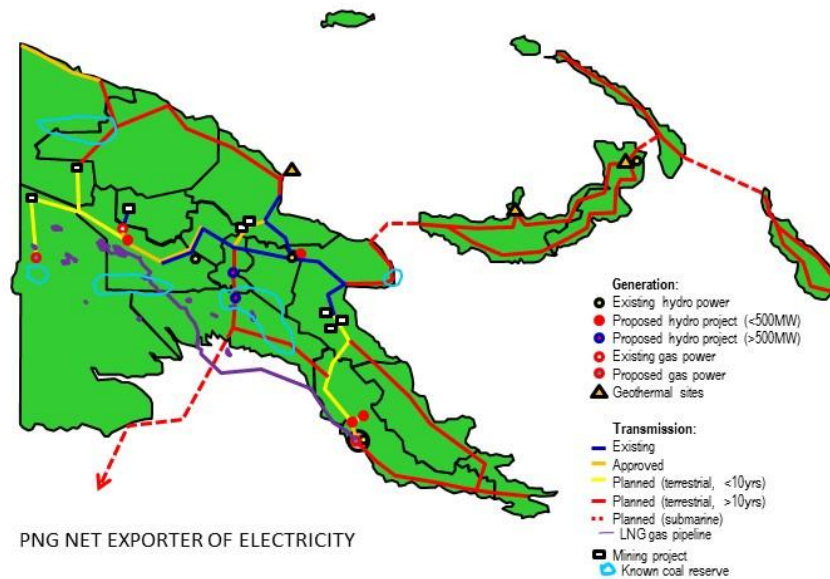 Generation:
Existing hydro power
Proposed hydro project (<500MW)
Proposed hydro project (>500MW)
Existing gas power
Proposed gas power
Geothermal sites
Transmission:
Existing
Approved
Planned (terrestrial, <10yrs)
Planned (terrestrial, >10yrs)
Planned (submarine)
LNG gas pipeline
Mining project
Known coal reserve
PNG NET EXPORTER OF ELECTRICITY